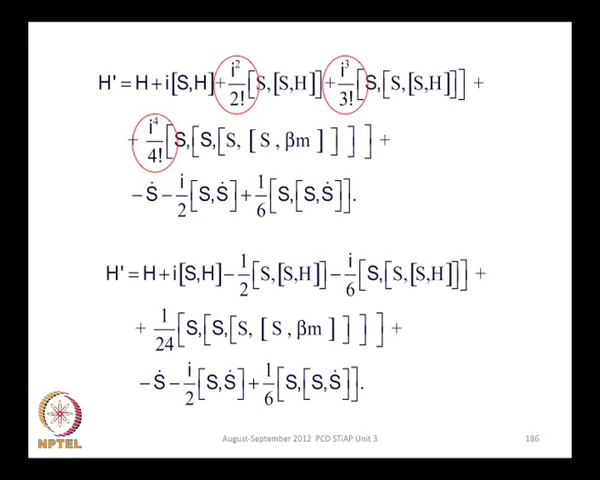 H' = H + i[S,H] + i²/2! [S,[S,H]] + i³/3! [S,[S,[S,H]]] +
+ i⁴/4! [S,[S,[S,[S,βm]]]] +
− Ṡ − i/2 [S,Ṡ] + 1/6 [S,[S,Ṡ]].
H' = H + i[S,H] − 1/2 [S,[S,H]] − i/6 [S,[S,[S,H]]] +
+ 1/24 [S,[S,[S,[S,βm]]]] +
− Ṡ − i/2 [S,Ṡ] + 1/6 [S,[S,Ṡ]].
NPTEL
August-September 2012 PCD STiAP Unit 3
186